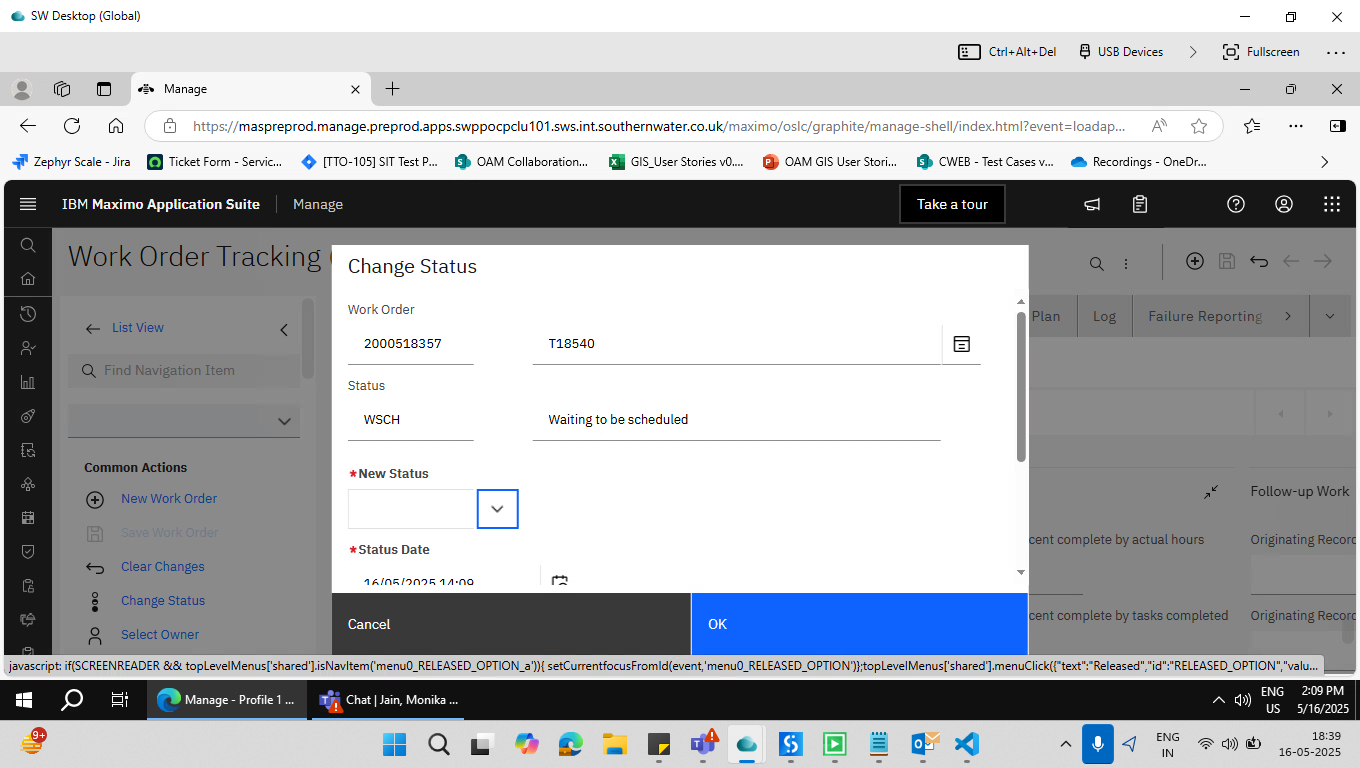 SW Desktop (Global)
Ctrl+Alt+Del
USB Devices
Fullscreen
Manage
https://maspreprod.manage.preprod.apps.swppocpclu101.sws.int.southernwater.co.uk/maximo/oslc/graphite/manage-shell/index.html?event=loadap...
Zephyr Scale - Jira
Ticket Form - Servic...
[TTO-105] SIT Test P...
OAM Collaboration...
GIS_User Stories v0....
OAM GIS User Stori...
CWEB - Test Cases v...
Recordings - OneDr...
IBM Maximo Application Suite
Manage
Take a tour
Work Order Tracking
List View
Find Navigation Item
Common Actions
New Work Order
Save Work Order
Clear Changes
Change Status
Select Owner
Change Status
Work Order
2000518357
T18540
Status
WSCH
Waiting to be scheduled
*New Status
*Status Date
16/05/2025 14:09
Cancel
OK
Plan
Log
Failure Reporting
Follow-up Work
cent complete by actual hours
Originating Record
cent complete by tasks completed
Originating Record
javascript: if(SCREENREADER && topLevelMenus['shared'].isNavItem('menu0_RELEASED_OPTION_a')){ setCurrentfocusFromId(event,'menu0_RELEASED_OPTION')};topLevelMenus['shared'].menuClick({"text":"Released","id":"RELEASED_OPTION","valu...
Manage - Profile 1 ...
Chat | Jain, Monika ...
ENG
US
2:09 PM
5/16/2025
9+
ENG
IN
18:39
16-05-2025